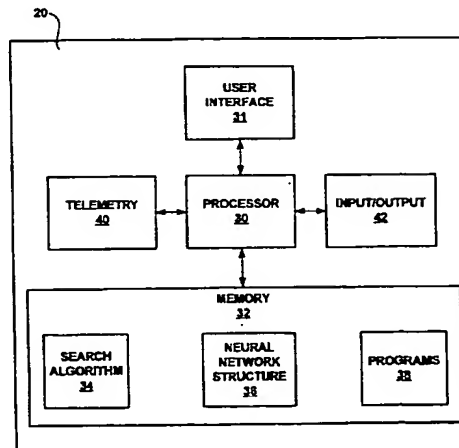 20
USER
INTERFACE
31
TELEMETRY
40
PROCESSOR
30
INPUT/OUTPUT
42
MEMORY
32
SEARCH
ALGORITHM
34
NEURAL
NETWORK
STRUCTURE
36
PROGRAMS
38